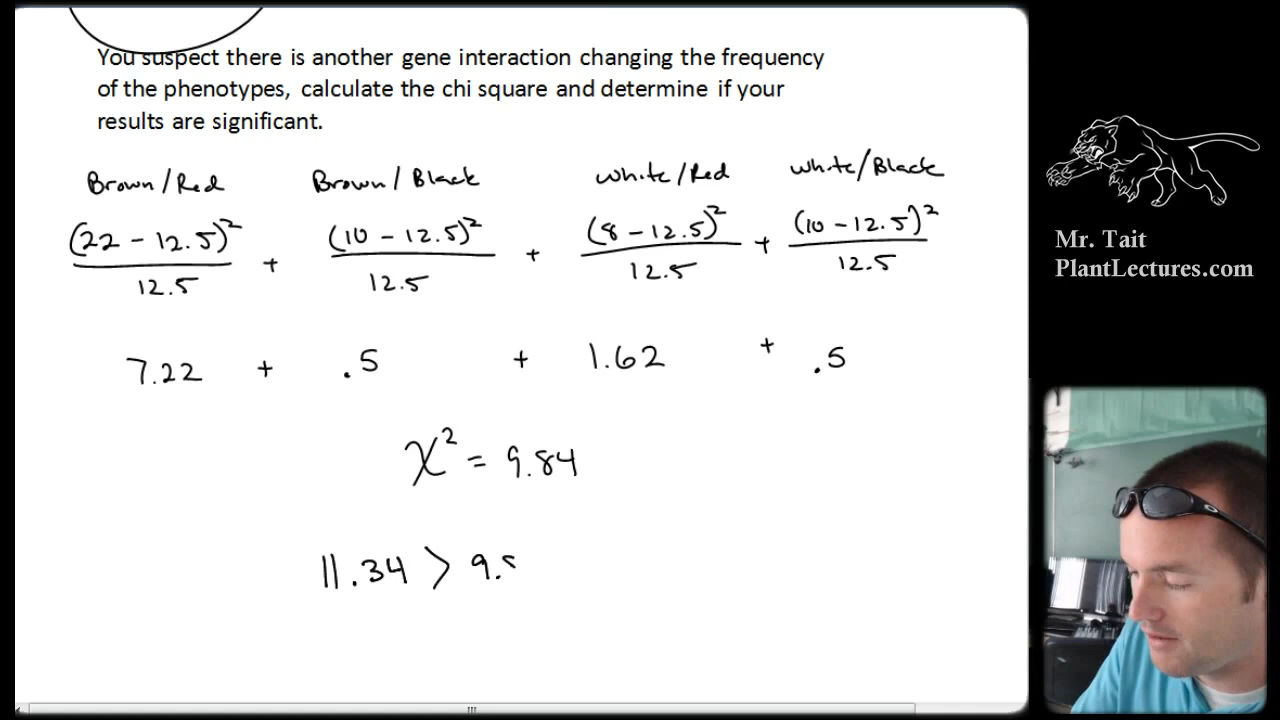 You suspect there is another gene interaction changing the frequency
of the phenotypes, calculate the chi square and determine if your
results are significant.
Brown/Red Brown/Black White/Red White/Black
(22 - 12.5)² / 12.5 + (10 - 12.5)² / 12.5 + (8 - 12.5)² / 12.5 + (10 - 12.5)² / 12.5
7.22 + .5 + 1.62 + .5
χ² = 9.84
11.34 > 9.
Mr. Tait
PlantLectures.com